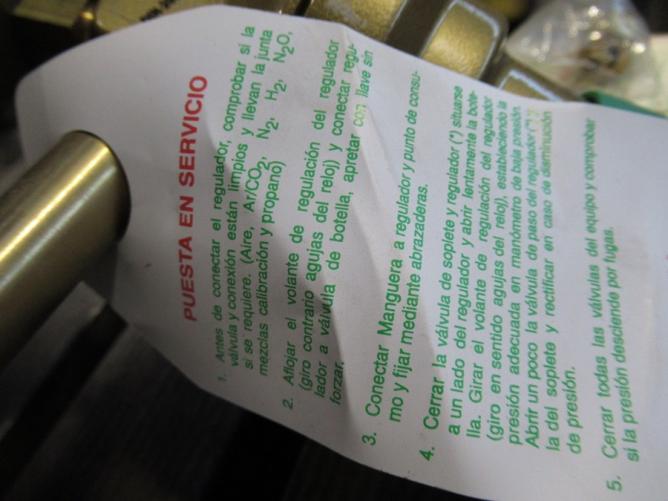 PUESTA EN SERVICIO
1. Antes de conectar el regulador, comprobar si la
válvula y conexión están limpios y llevan la junta
si se requiere. (Aire, Ar/CO2, N2, H2, N2O,
mezclas calibración y propano)
2. Aflojar el volante de regulación del regulador
(giro contrario agujas del reloj) y conectar regu-
lador a válvula de botella, apretar con llave sin
forzar.
3. Conectar Manguera a regulador y punto de consu-
mo y fijar mediante abrazaderas.
4. Cerrar la válvula de soplete y regulador (*) situarse
a un lado del regulador y abrir lentamente la bote-
lla. Girar el volante de regulación del regulador
(giro en sentido agujas del reloj), estableciendo la
presión adecuada en manómetro de baja presión
Abrir un poco la válvula de paso del regulador
la del soplete y rectificar en caso de disminución
de presión.
5. Cerrar todas las válvulas del equipo y comprobar
si la presión desciende por fugas.